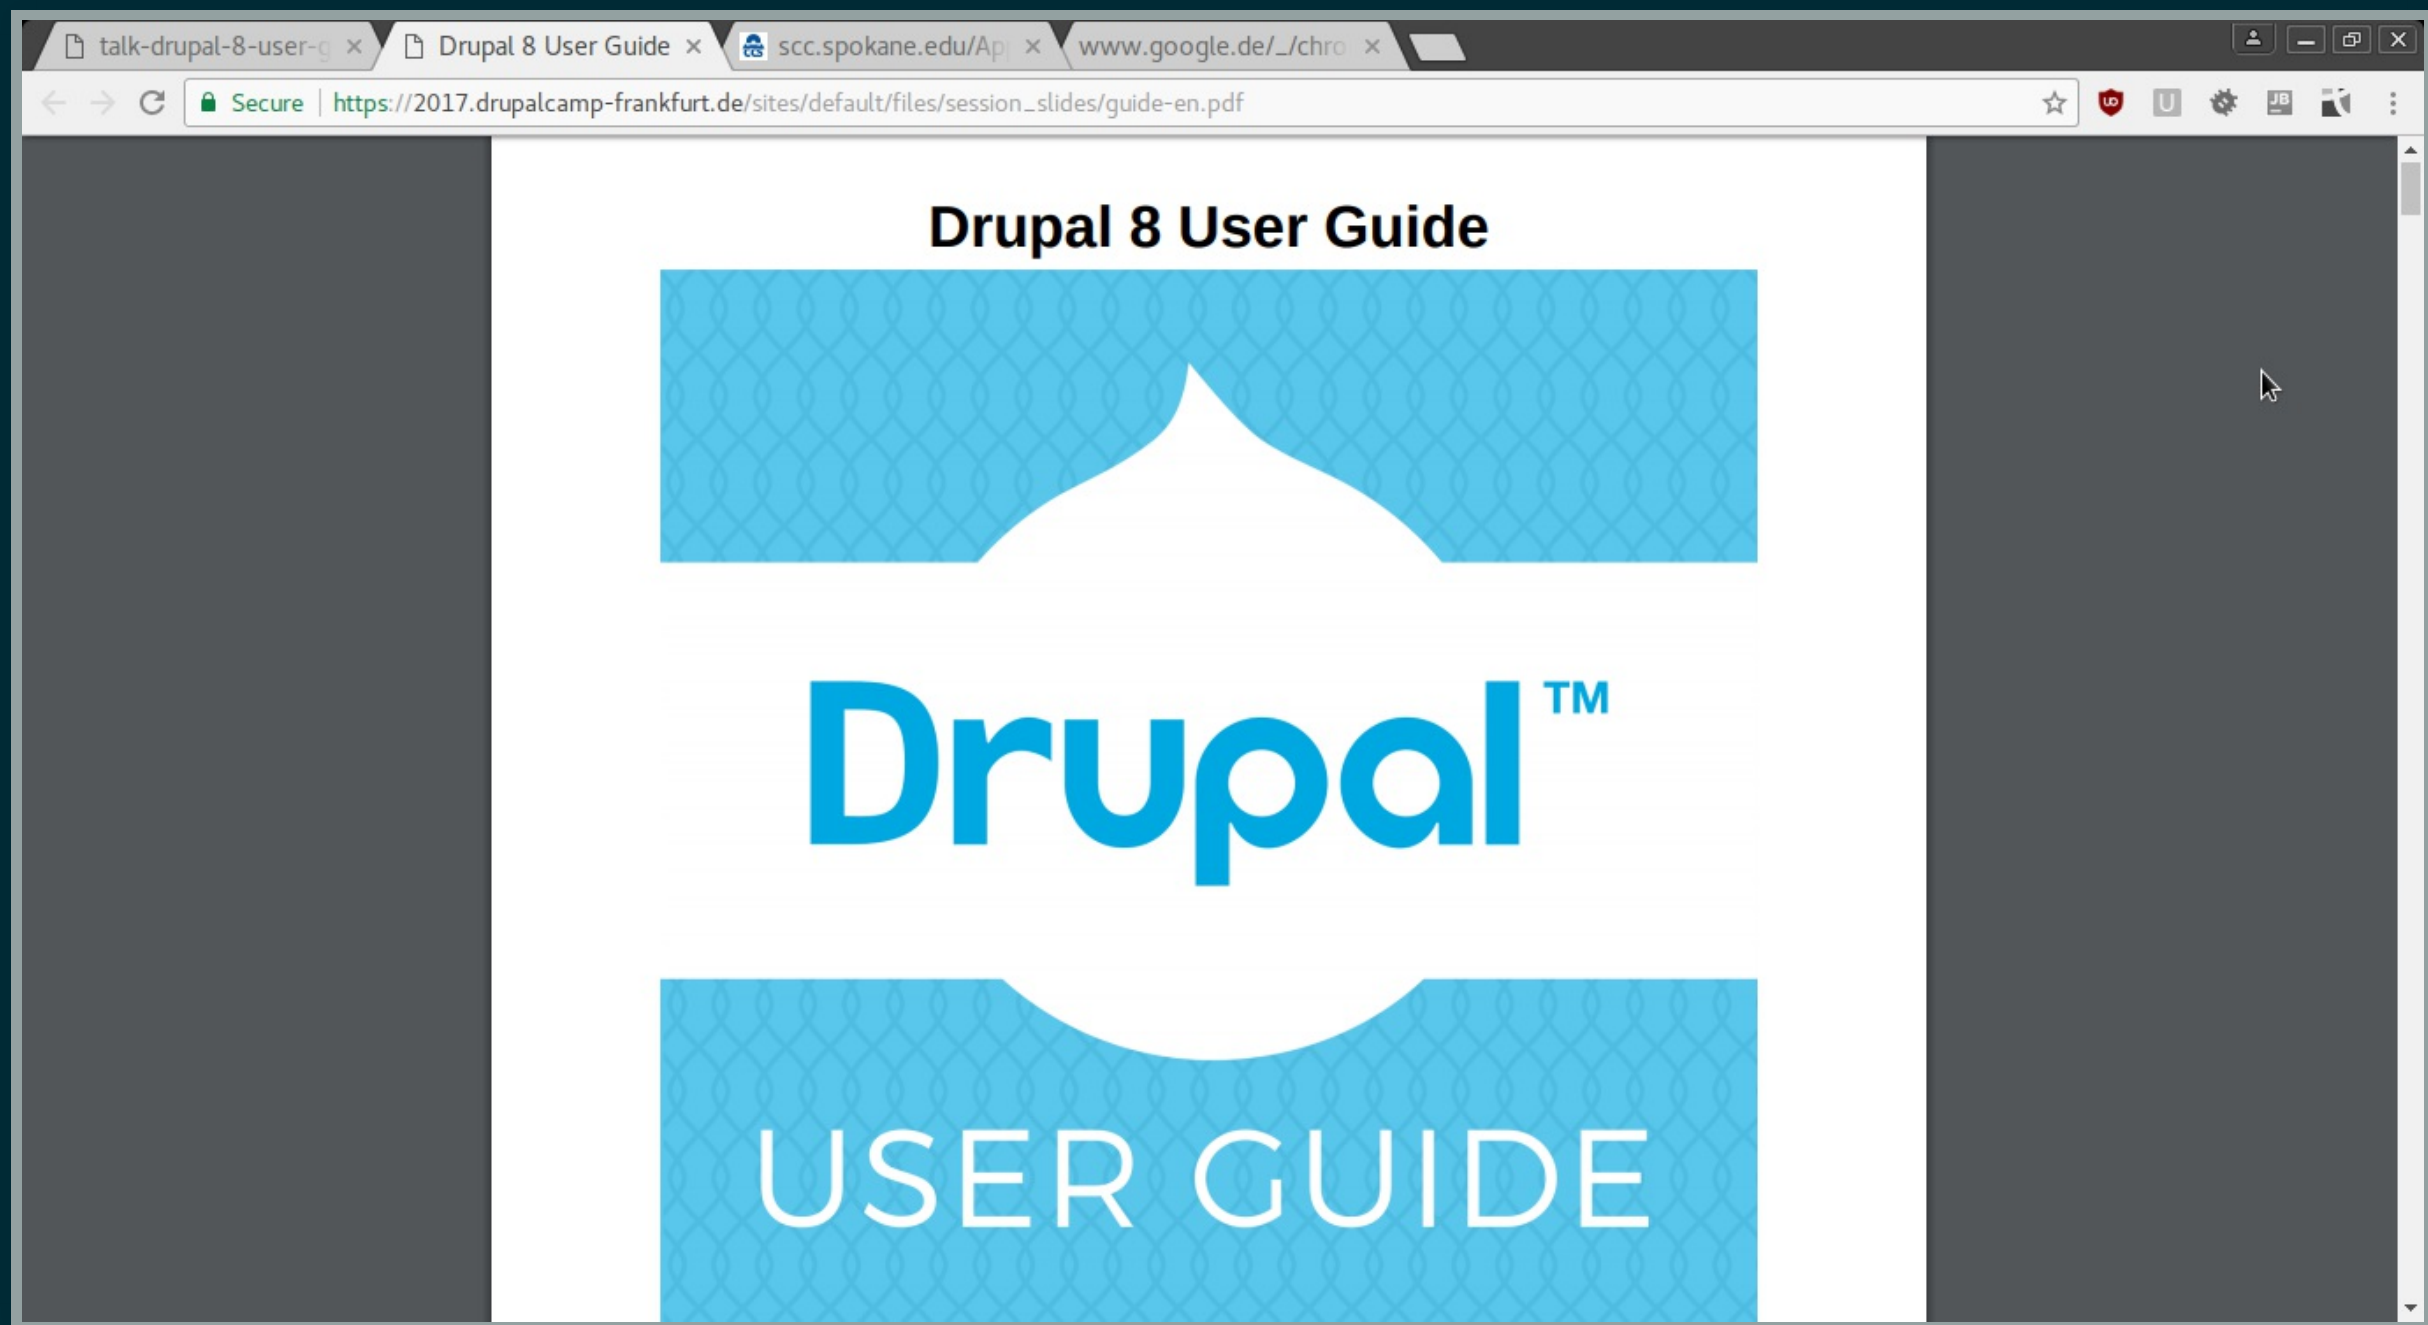 talk-drupal-8-user-g
Drupal 8 User Guide
scc.spokane.edu/Ap
www.google.de/_/chro
Secure
https://2017.drupalcamp-frankfurt.de/sites/default/files/session_slides/guide-en.pdf
U
JB
Drupal 8 User Guide
Drupal™
USER GUIDE